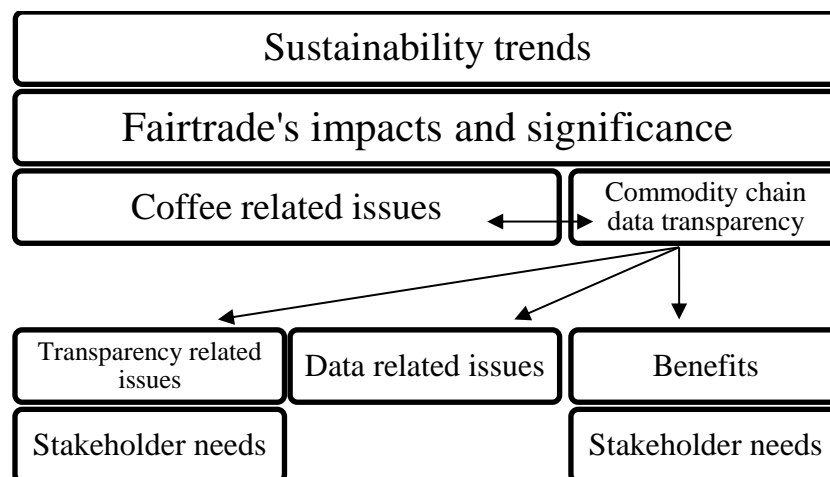 Sustainability trends
Fairtrade's impacts and significance
Coffee related issues
Commodity chain
data transparency
Transparency related
issues
Data related issues
Benefits
Stakeholder needs
Stakeholder needs